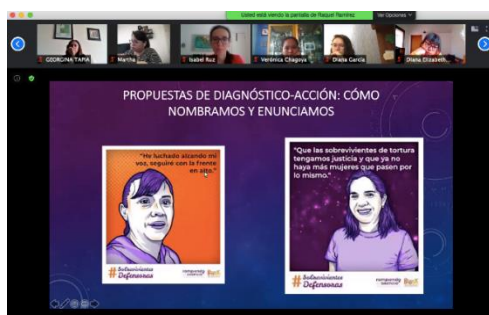 Usted está viendo la pantalla de Raquel Ramírez
Ver Opciones
GEORGINA TAPIA
Martha
Isabel Ruz
Verónica Chagoya
Diana García
Diana Elizabeth...
PROPUESTAS DE DIAGNÓSTICO-ACCIÓN: CÓMO
NOMBRAMOS Y ENUNCIAMOS
"He luchado alzando mi
voz, seguiré con la frente
en alto."
#Sobrevivientes
Defensoras
"Que las sobrevivientes de tortura
tengamos justicia y que ya no
haya más mujeres que pasen por
lo mismo."
#Sobrevivientes
Defensoras